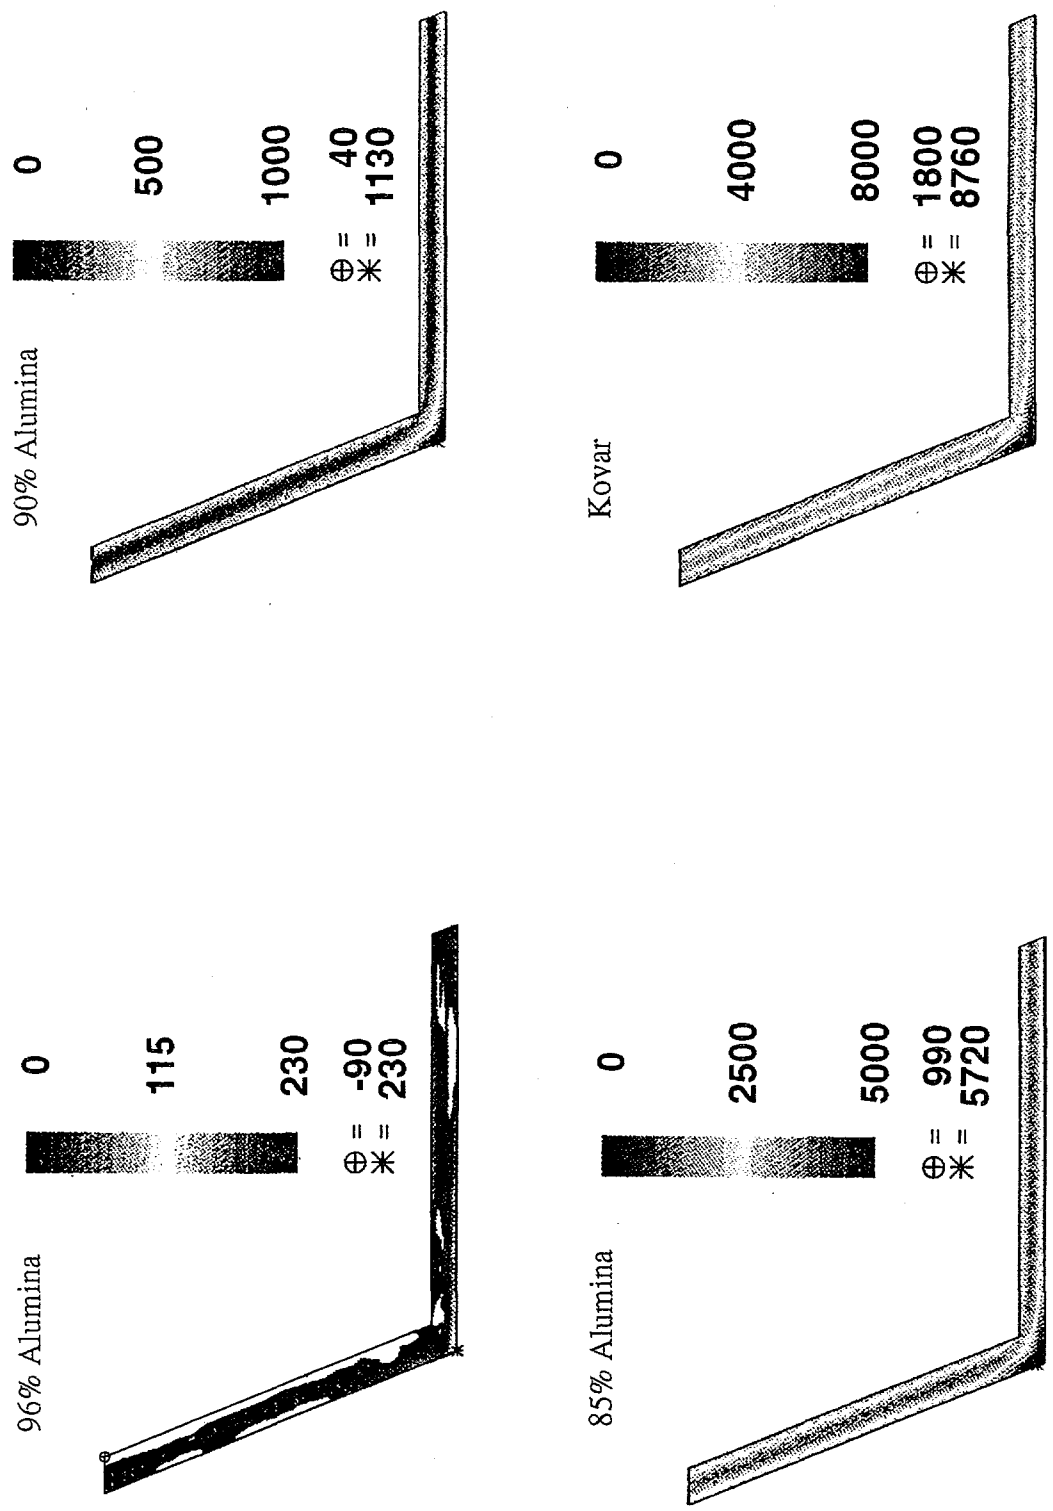 96% Alumina
0
115
230
⊕ = -90
✳ = 230
90% Alumina
0
500
1000
⊕ = 40
✳ = 1130
85% Alumina
0
2500
5000
⊕ = 990
✳ = 5720
Kovar
0
4000
8000
⊕ = 1800
✳ = 8760